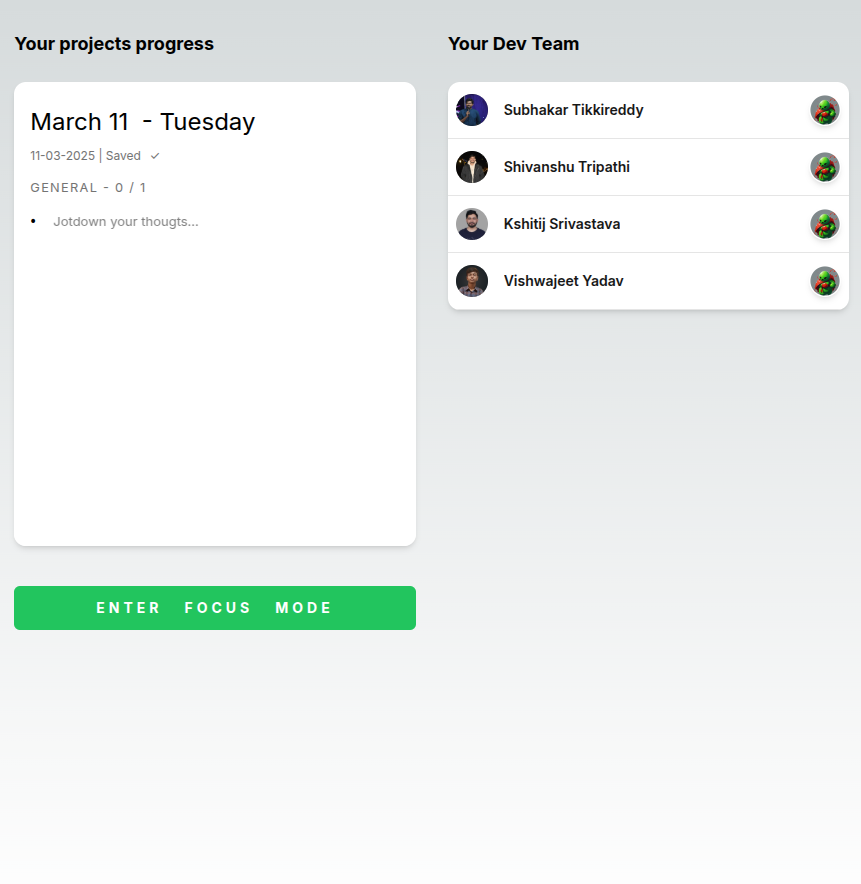 Your projects progress
March 11 - Tuesday
11-03-2025 | Saved ✓
GENERAL - 0 / 1
• Jotdown your thougts...
ENTER FOCUS MODE
Your Dev Team
Subhakar Tikkireddy
Shivanshu Tripathi
Kshitij Srivastava
Vishwajeet Yadav